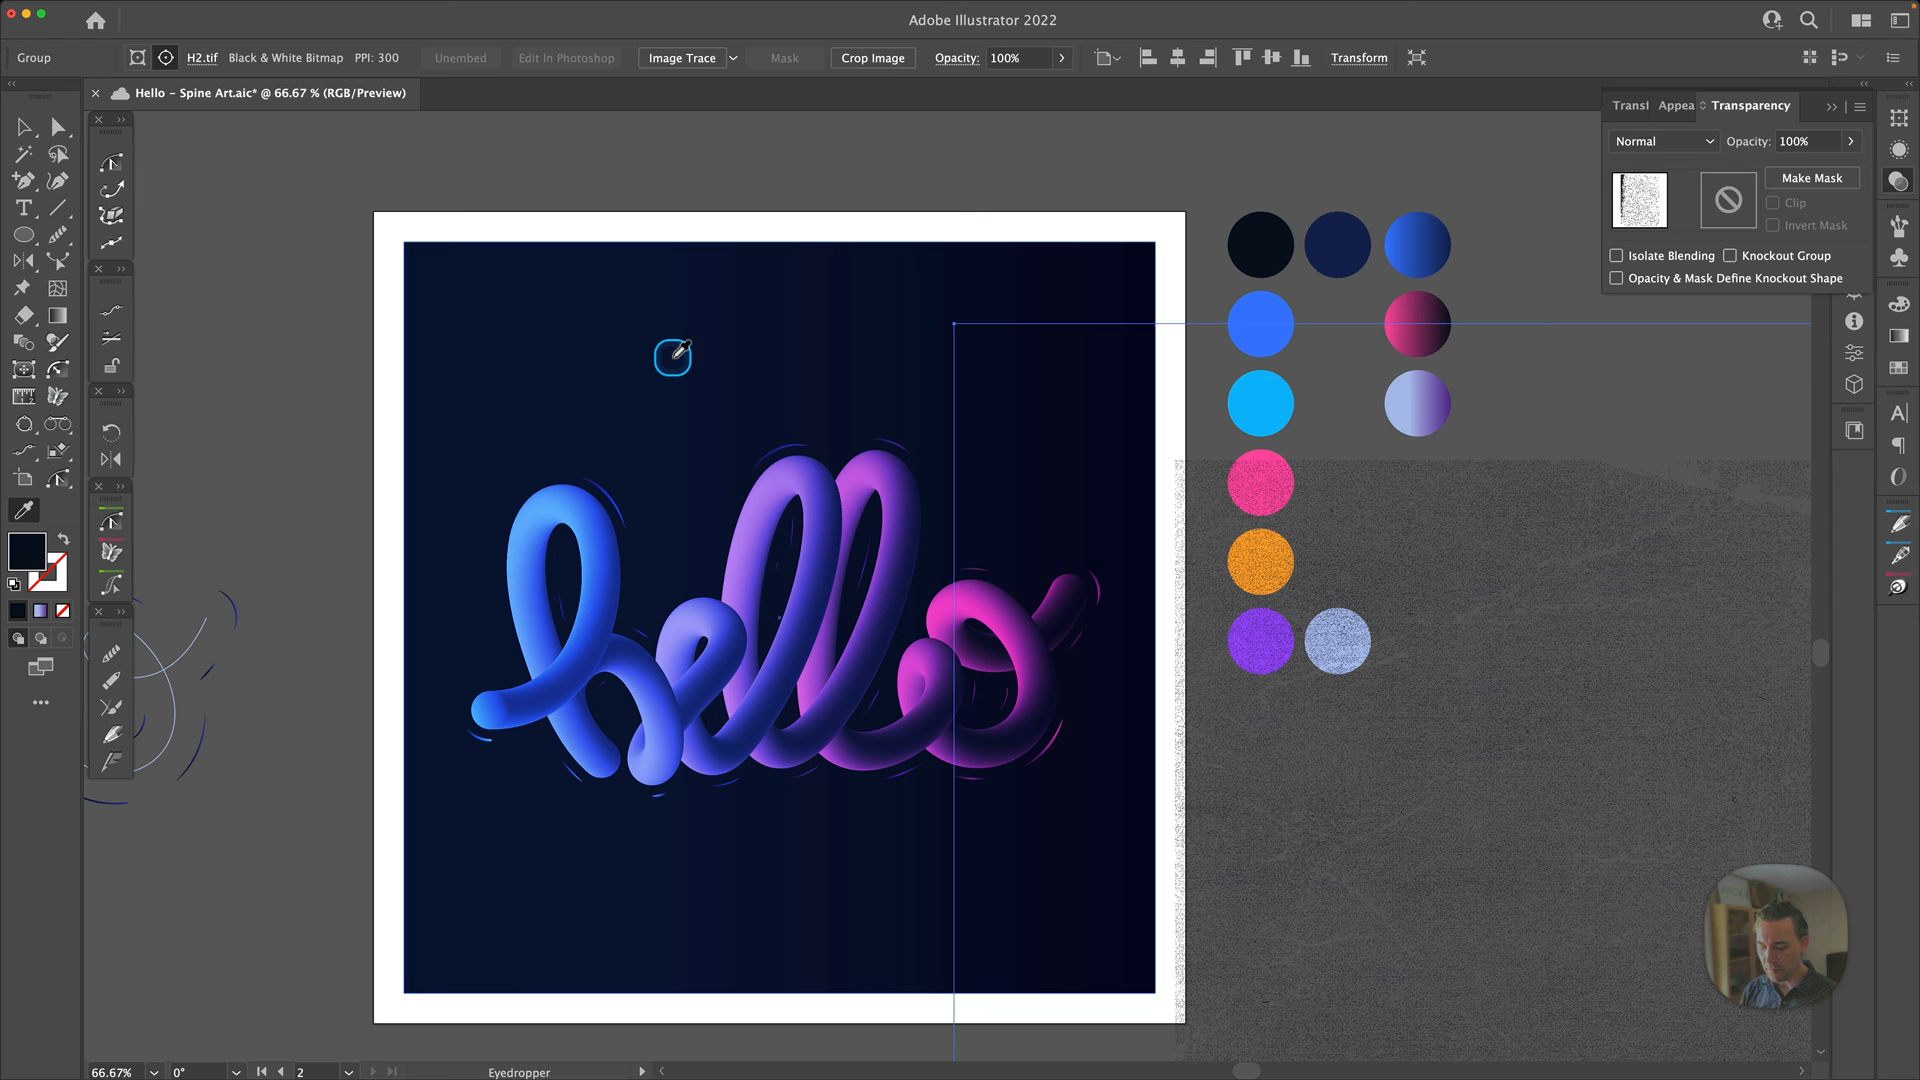 Adobe Illustrator 2022
Group
H2.tif
Black & White Bitmap
PPI: 300
Unembed
Edit In Photoshop
Image Trace
Mask
Crop Image
Opacity:
100%
Transform
Hello – Spine Art.aic* @ 66.67 % (RGB/Preview)
Transf
Appea
Transparency
Normal
Opacity:
100%
Make Mask
Clip
Invert Mask
Isolate Blending
Knockout Group
Opacity & Mask Define Knockout Shape
hello
66.67%
0°
2
Eyedropper